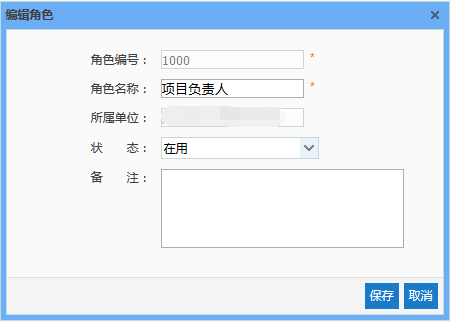 编辑角色
角色编号： 1000 *
角色名称： 项目负责人 *
所属单位：
状 态： 在用
备 注：
保存 取消